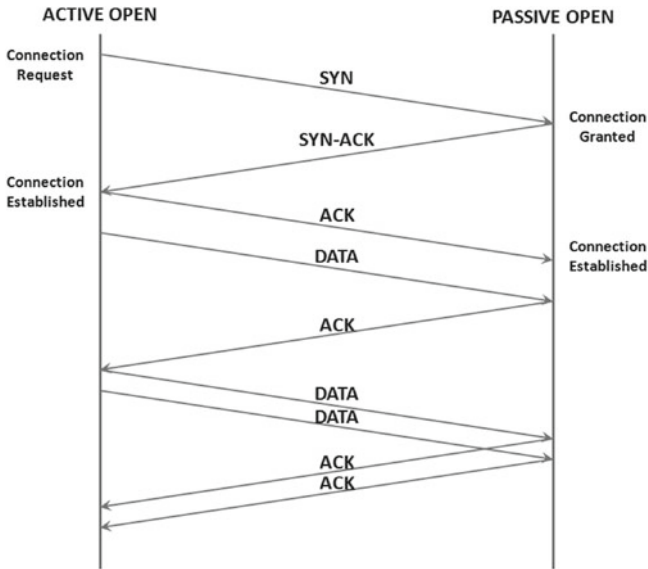 ACTIVE OPEN
PASSIVE OPEN
Connection
Request
SYN
Connection
Granted
SYN-ACK
Connection
Established
ACK
Connection
Established
DATA
ACK
DATA
DATA
ACK
ACK